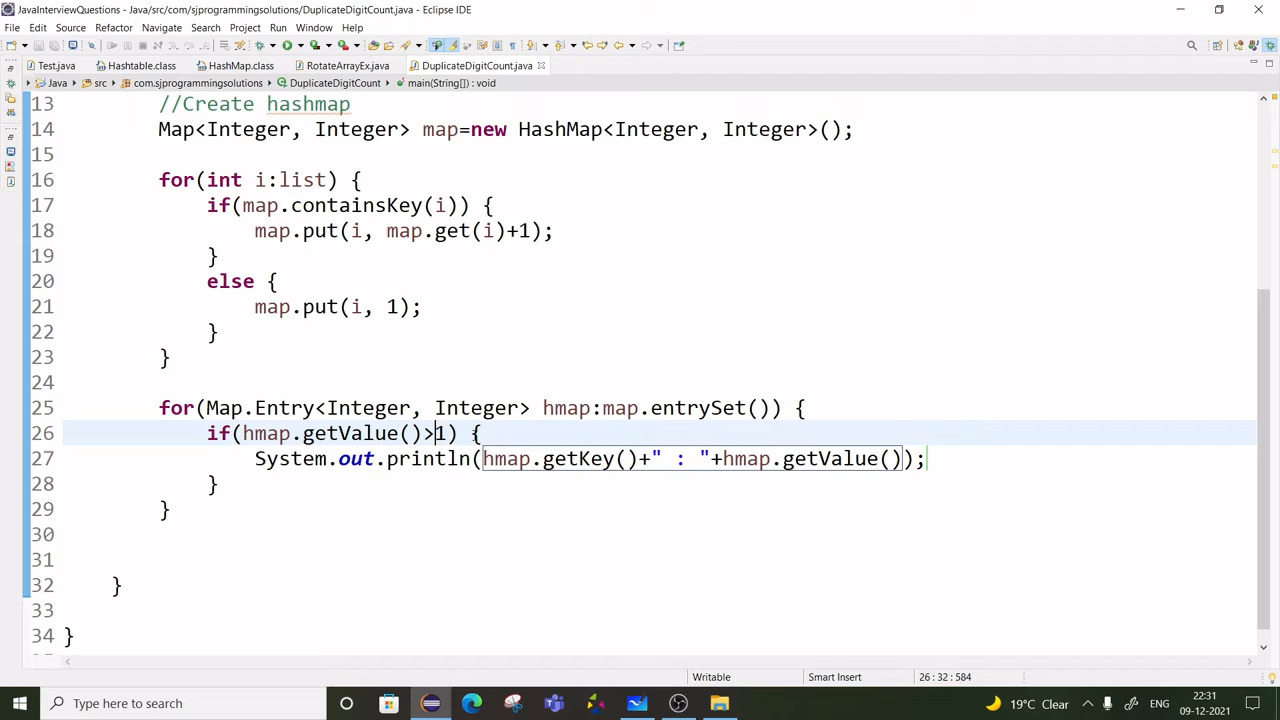 JavaInterviewQuestions - Java/src/com/sjprogrammingsolutions/DuplicateDigitCount.java - Eclipse IDE
File Edit Source Refactor Navigate Search Project Run Window Help
Test.java Hashtable.class HashMap.class RotateArrayEx.java DuplicateDigitCount.java
Java src com.sjprogrammingsolutions DuplicateDigitCount main(String[]) : void
13 //Create hashmap
14 Map<Integer, Integer> map=new HashMap<Integer, Integer>();
15
16 for(int i:list) {
17 if(map.containsKey(i)) {
18 map.put(i, map.get(i)+1);
19 }
20 else {
21 map.put(i, 1);
22 }
23 }
24
25 for(Map.Entry<Integer, Integer> hmap:map.entrySet()) {
26 if(hmap.getValue()>1) {
27 System.out.println(hmap.getKey()+" : "+hmap.getValue());
28 }
29 }
30
31
32 }
33
34 }
Writable Smart Insert 26 : 32 : 584
Type here to search 19°C Clear ENG 22:31
09-12-2021